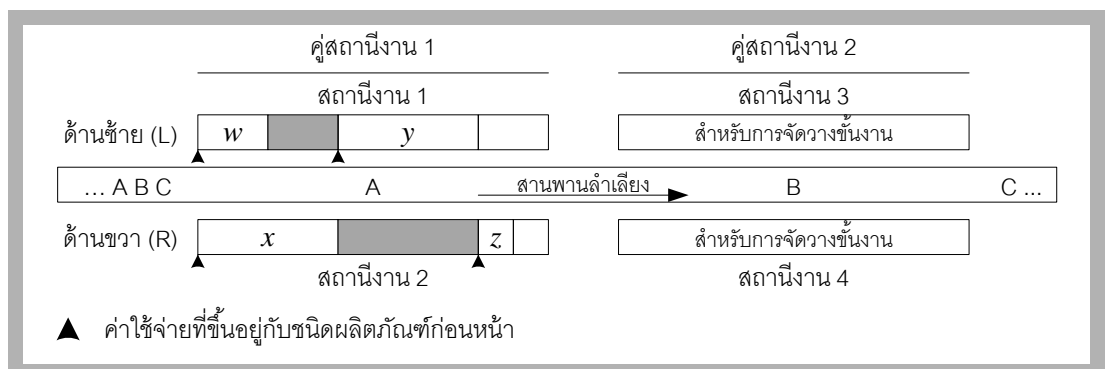 คู่สถานีงาน 1 คู่สถานีงาน 2
สถานีงาน 1 สถานีงาน 3
ด้านซ้าย (L) w y สำหรับการจัดวางขั้นงาน
... A B C A สานพานลำเลียง B C ...
ด้านขวา (R) x z สำหรับการจัดวางขั้นงาน
สถานีงาน 2 สถานีงาน 4
ค่าใช้จ่ายที่ขึ้นอยู่กับชนิดผลิตภัณฑ์ก่อนหน้า